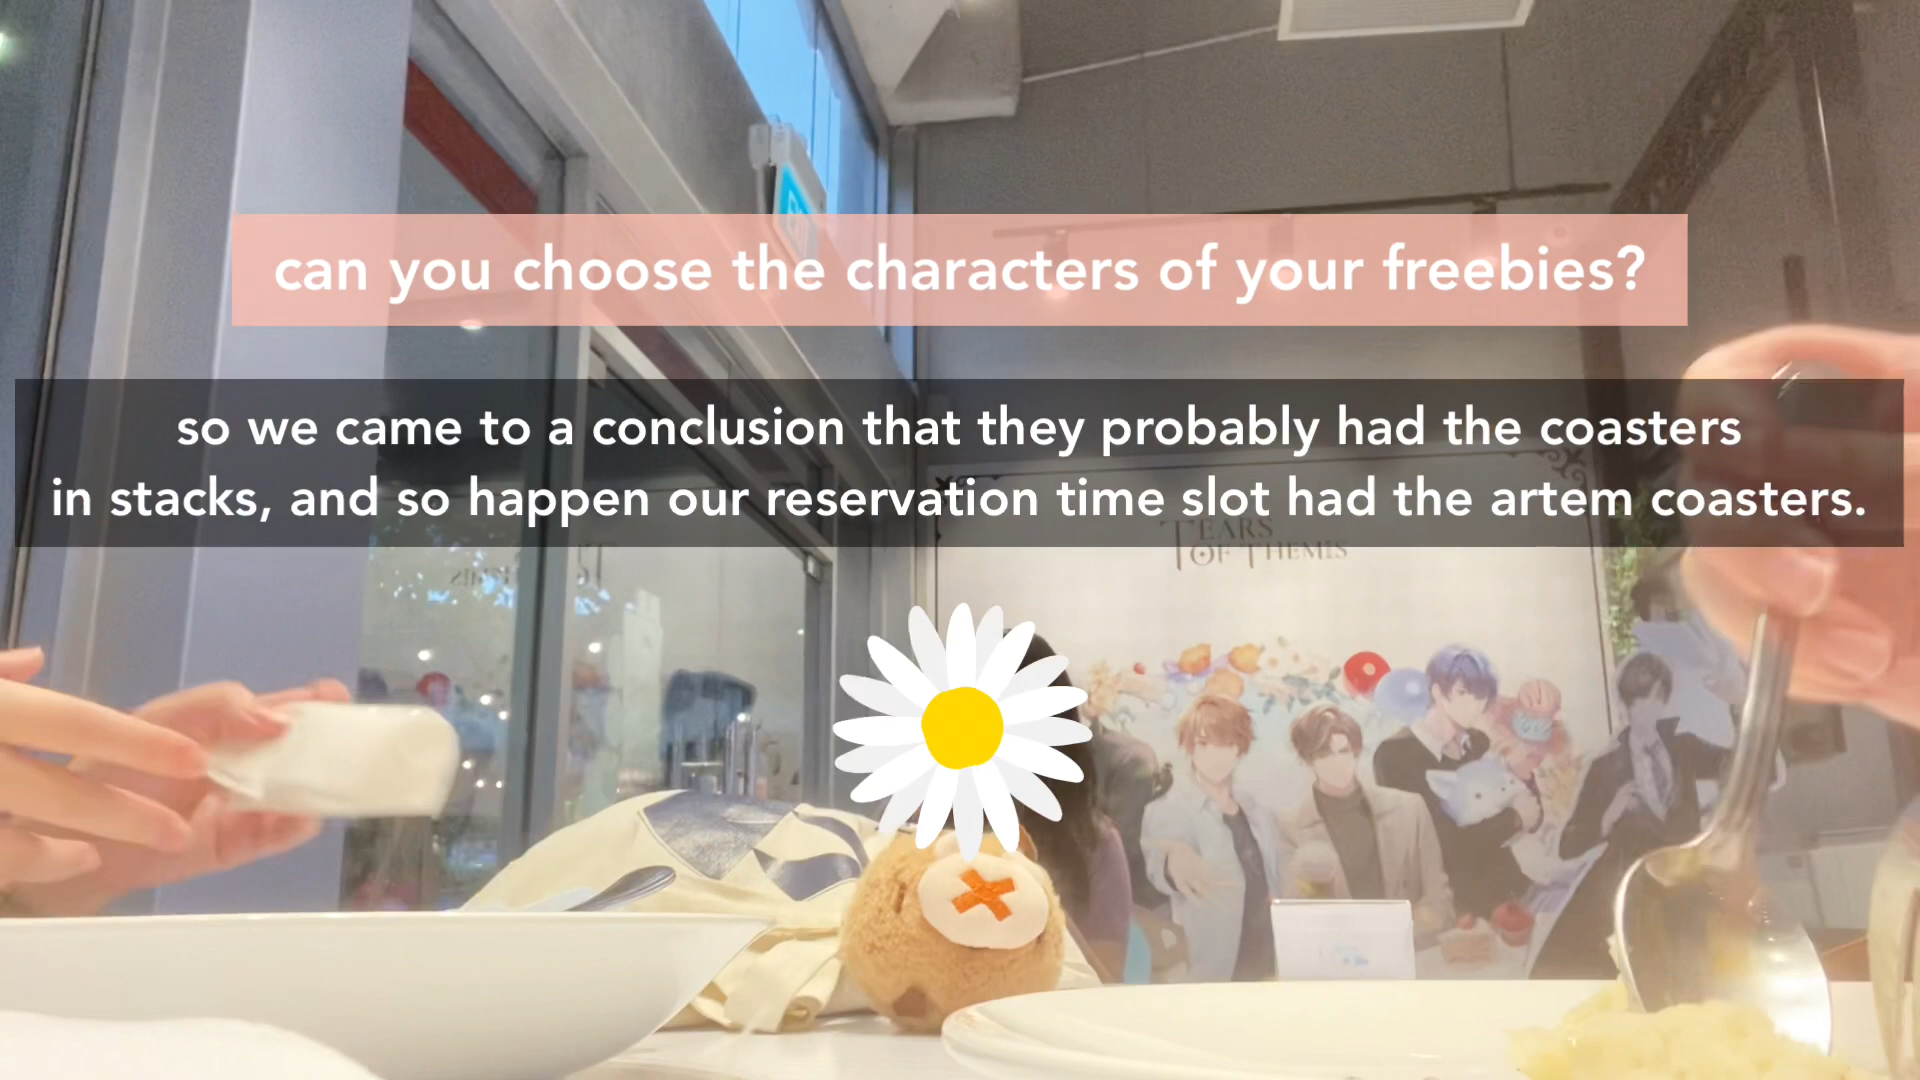 can you choose the characters of your freebies?
so we came to a conclusion that they probably had the coasters
in stacks, and so happen our reservation time slot had the artem coasters.
TEARS
OF THEMIS